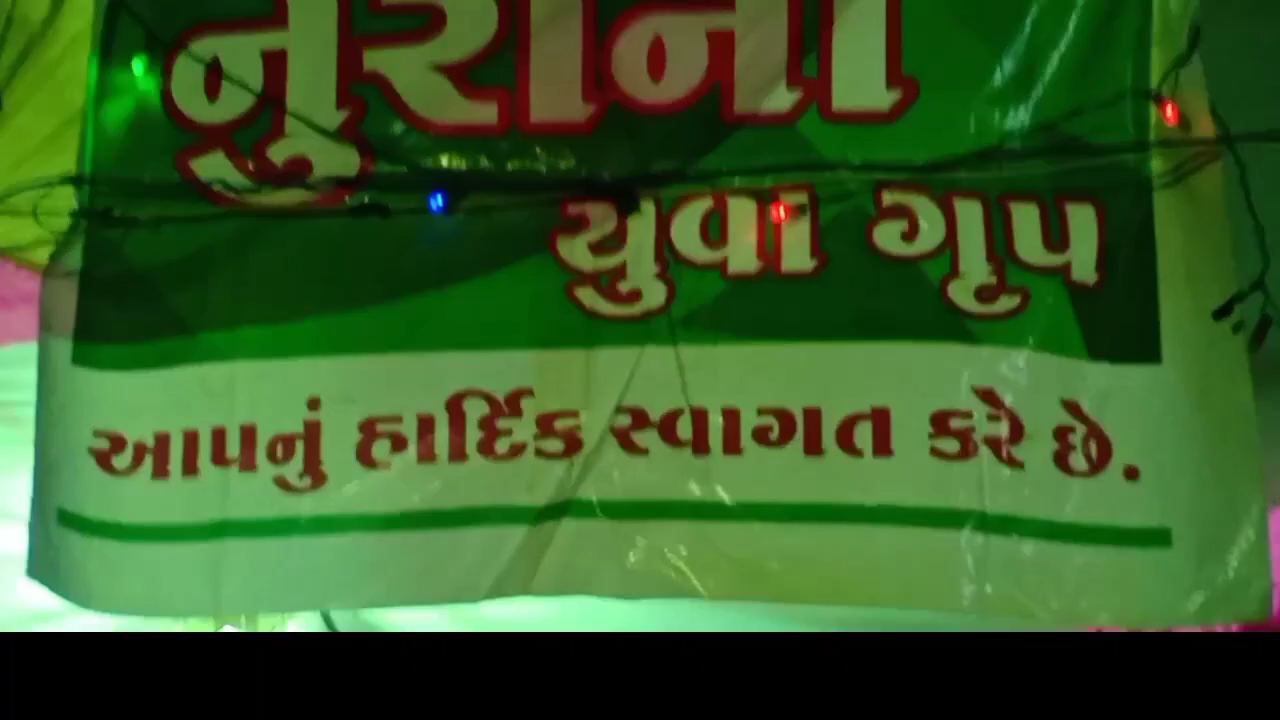 નુરાની
યુવા ગૃપ
આપનું હાર્દિક સ્વાગત કરે છે.